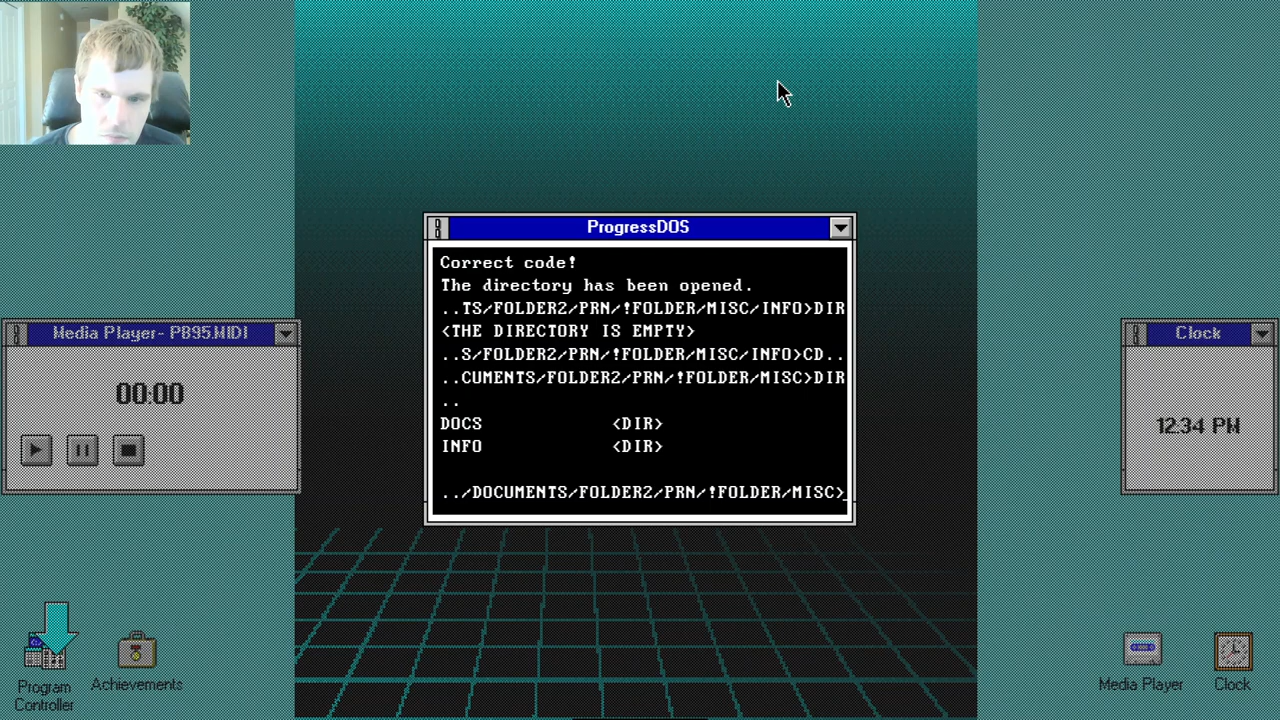 ProgressDOS
Correct code!
The directory has been opened.
..TS/FOLDER2/PRN/!FOLDER/MISC/INFO>DIR
<THE DIRECTORY IS EMPTY>
..S/FOLDER2/PRN/!FOLDER/MISC/INFO>CD..
..CUMENTS/FOLDER2/PRN/!FOLDER/MISC>DIR
..
DOCS <DIR>
INFO <DIR>
../DOCUMENTS/FOLDER2/PRN/!FOLDER/MISC>_
Media Player- PB95.MIDI
00:00
Clock
12:34 PM
Program
Controller
Achievements
Media Player
Clock